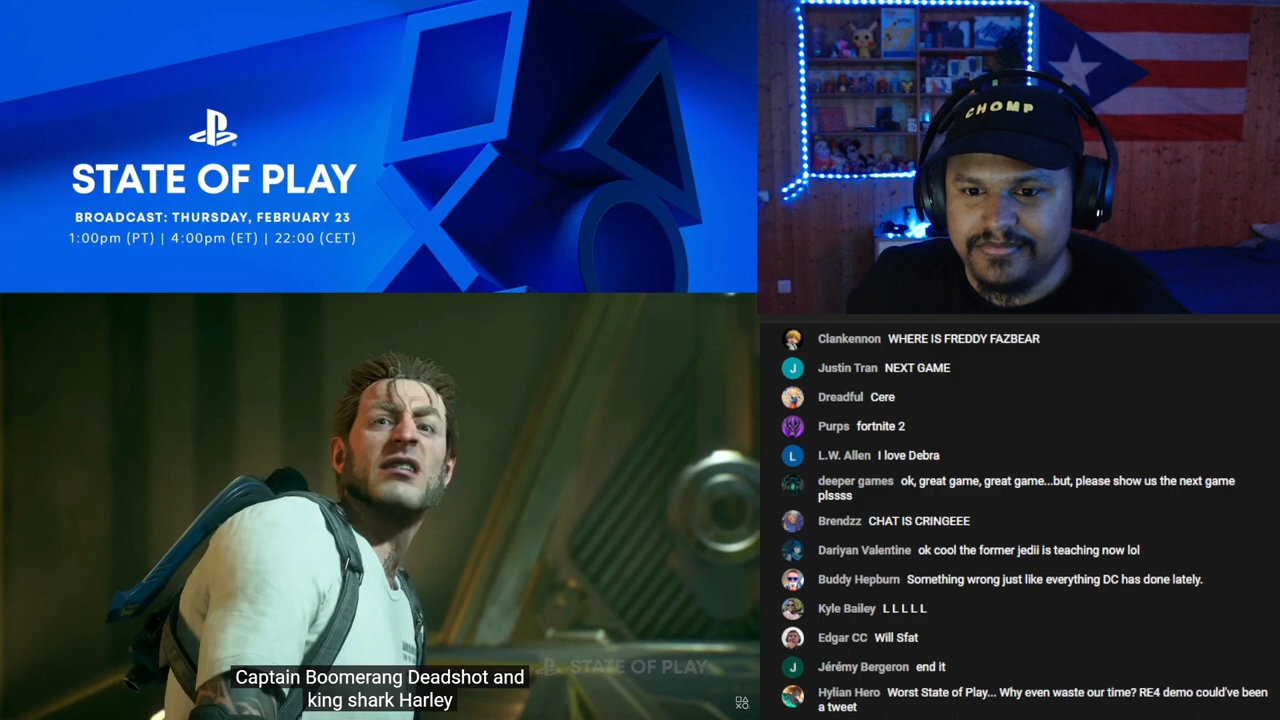 STATE OF PLAY
BROADCAST: THURSDAY, FEBRUARY 23
1:00pm (PT) | 4:00pm (ET) | 22:00 (CET)
CHOMP
Clankennon WHERE IS FREDDY FAZBEAR
J Justin Tran NEXT GAME
Dreadful Cere
Purps fortnite 2
L L.W. Allen I love Debra
deeper games ok, great game, great game...but, please show us the next game
plssss
Brendzz CHAT IS CRINGEEE
Dariyan Valentine ok cool the former jedii is teaching now lol
Buddy Hepburn Something wrong just like everything DC has done lately.
Kyle Bailey L L L L L
Edgar CC Will Sfat
J Jérémy Bergeron end it
Hylian Hero Worst State of Play... Why even waste our time? RE4 demo could've been
a tweet
STATE OF PLAY
Captain Boomerang Deadshot and
king shark Harley